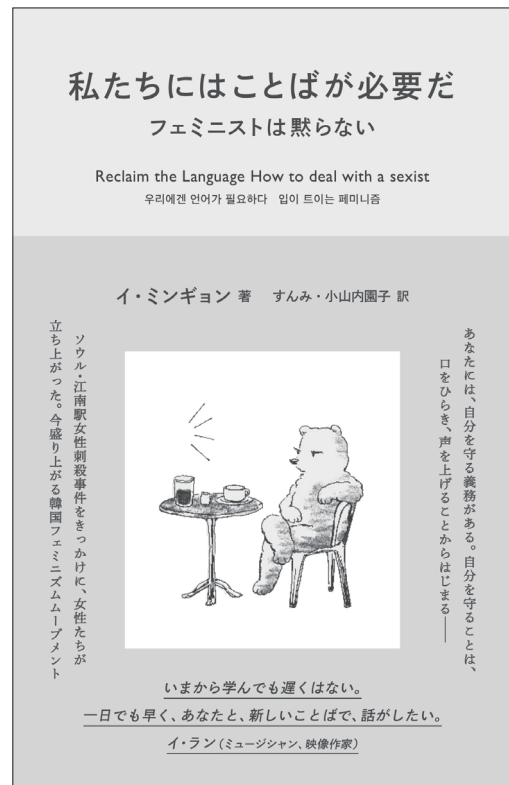 私たちにはことばが必要だ
フェミニストは黙らない
Reclaim the Language How to deal with a sexist
우리에겐 언어가 필요하다 입이 트이는 페미니즘
イ・ミンギョン 著 すんみ・小山内園子 訳
あなたには、自分を守る義務がある。自分を守ることは、
口をひらき、声を上げることからはじまる――
ソウル・江南駅女性刺殺事件をきっかけに、女性たちが
立ち上がった。今盛り上がる韓国フェミニズムムーブメント
いまから学んでも遅くはない。
一日でも早く、あなたと、新しいことばで、話がしたい。
イ・ラン（ミュージシャン、映像作家）